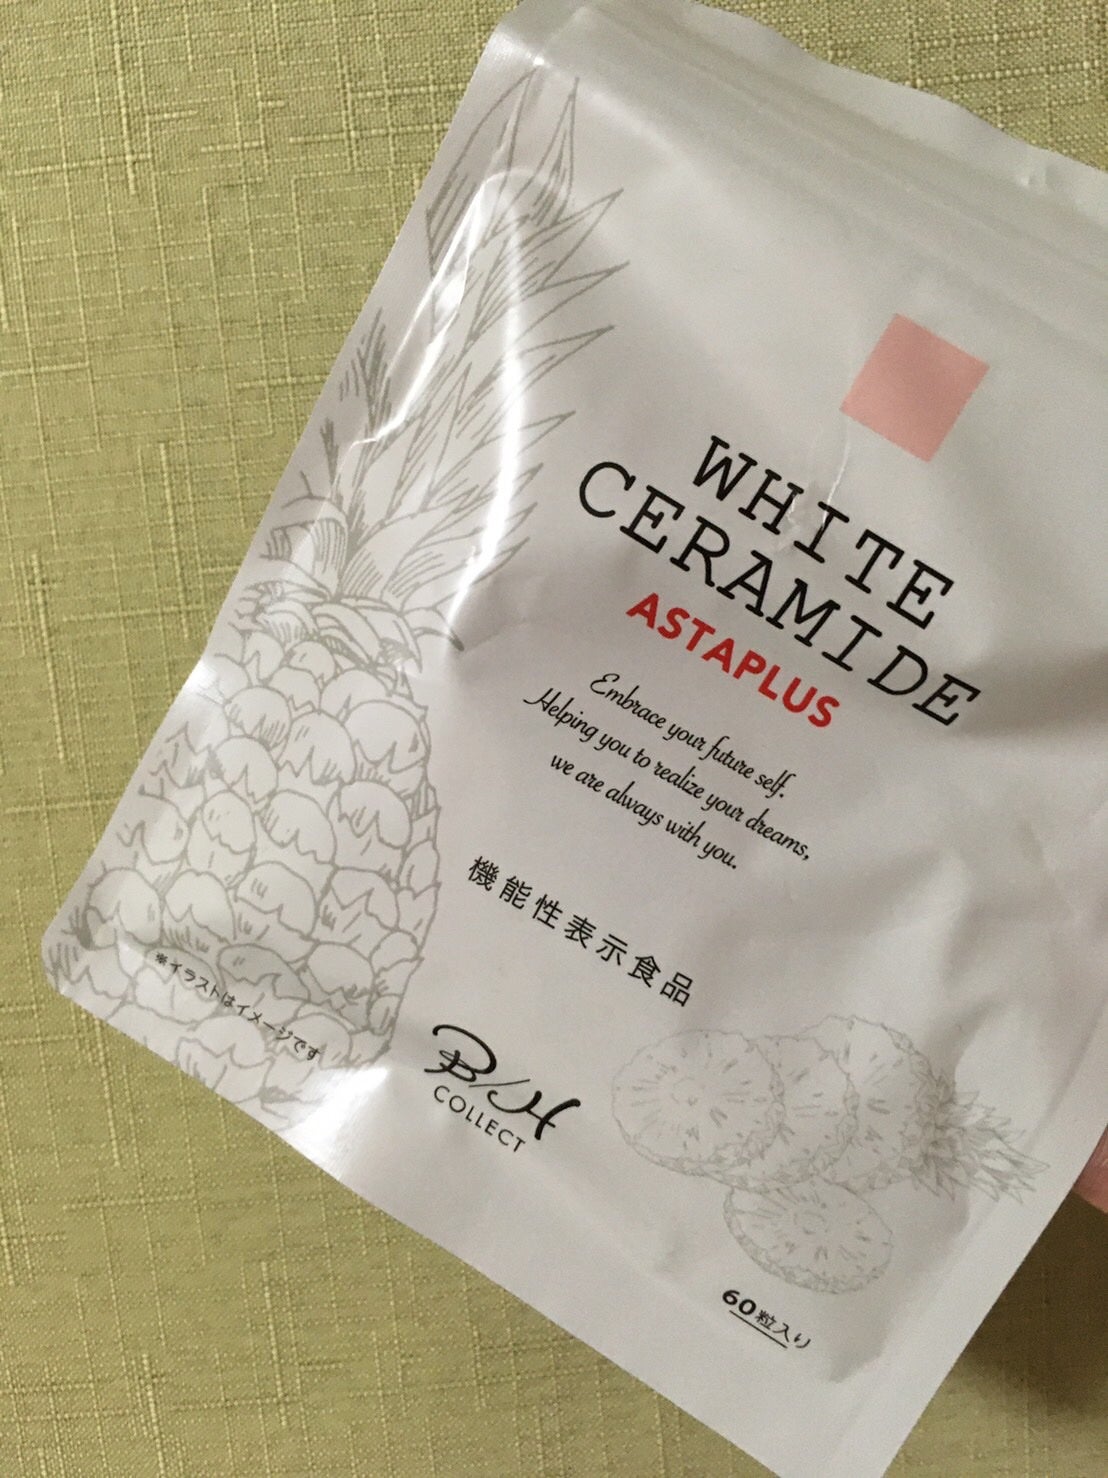 WHITE
CERAMIDE
ASTAPLUS
Embrace your future self.
Helping you to realize your dreams,
we are always with you.
機能性表示食品
※イラストはイメージです
B/H
COLLECT
60粒入り